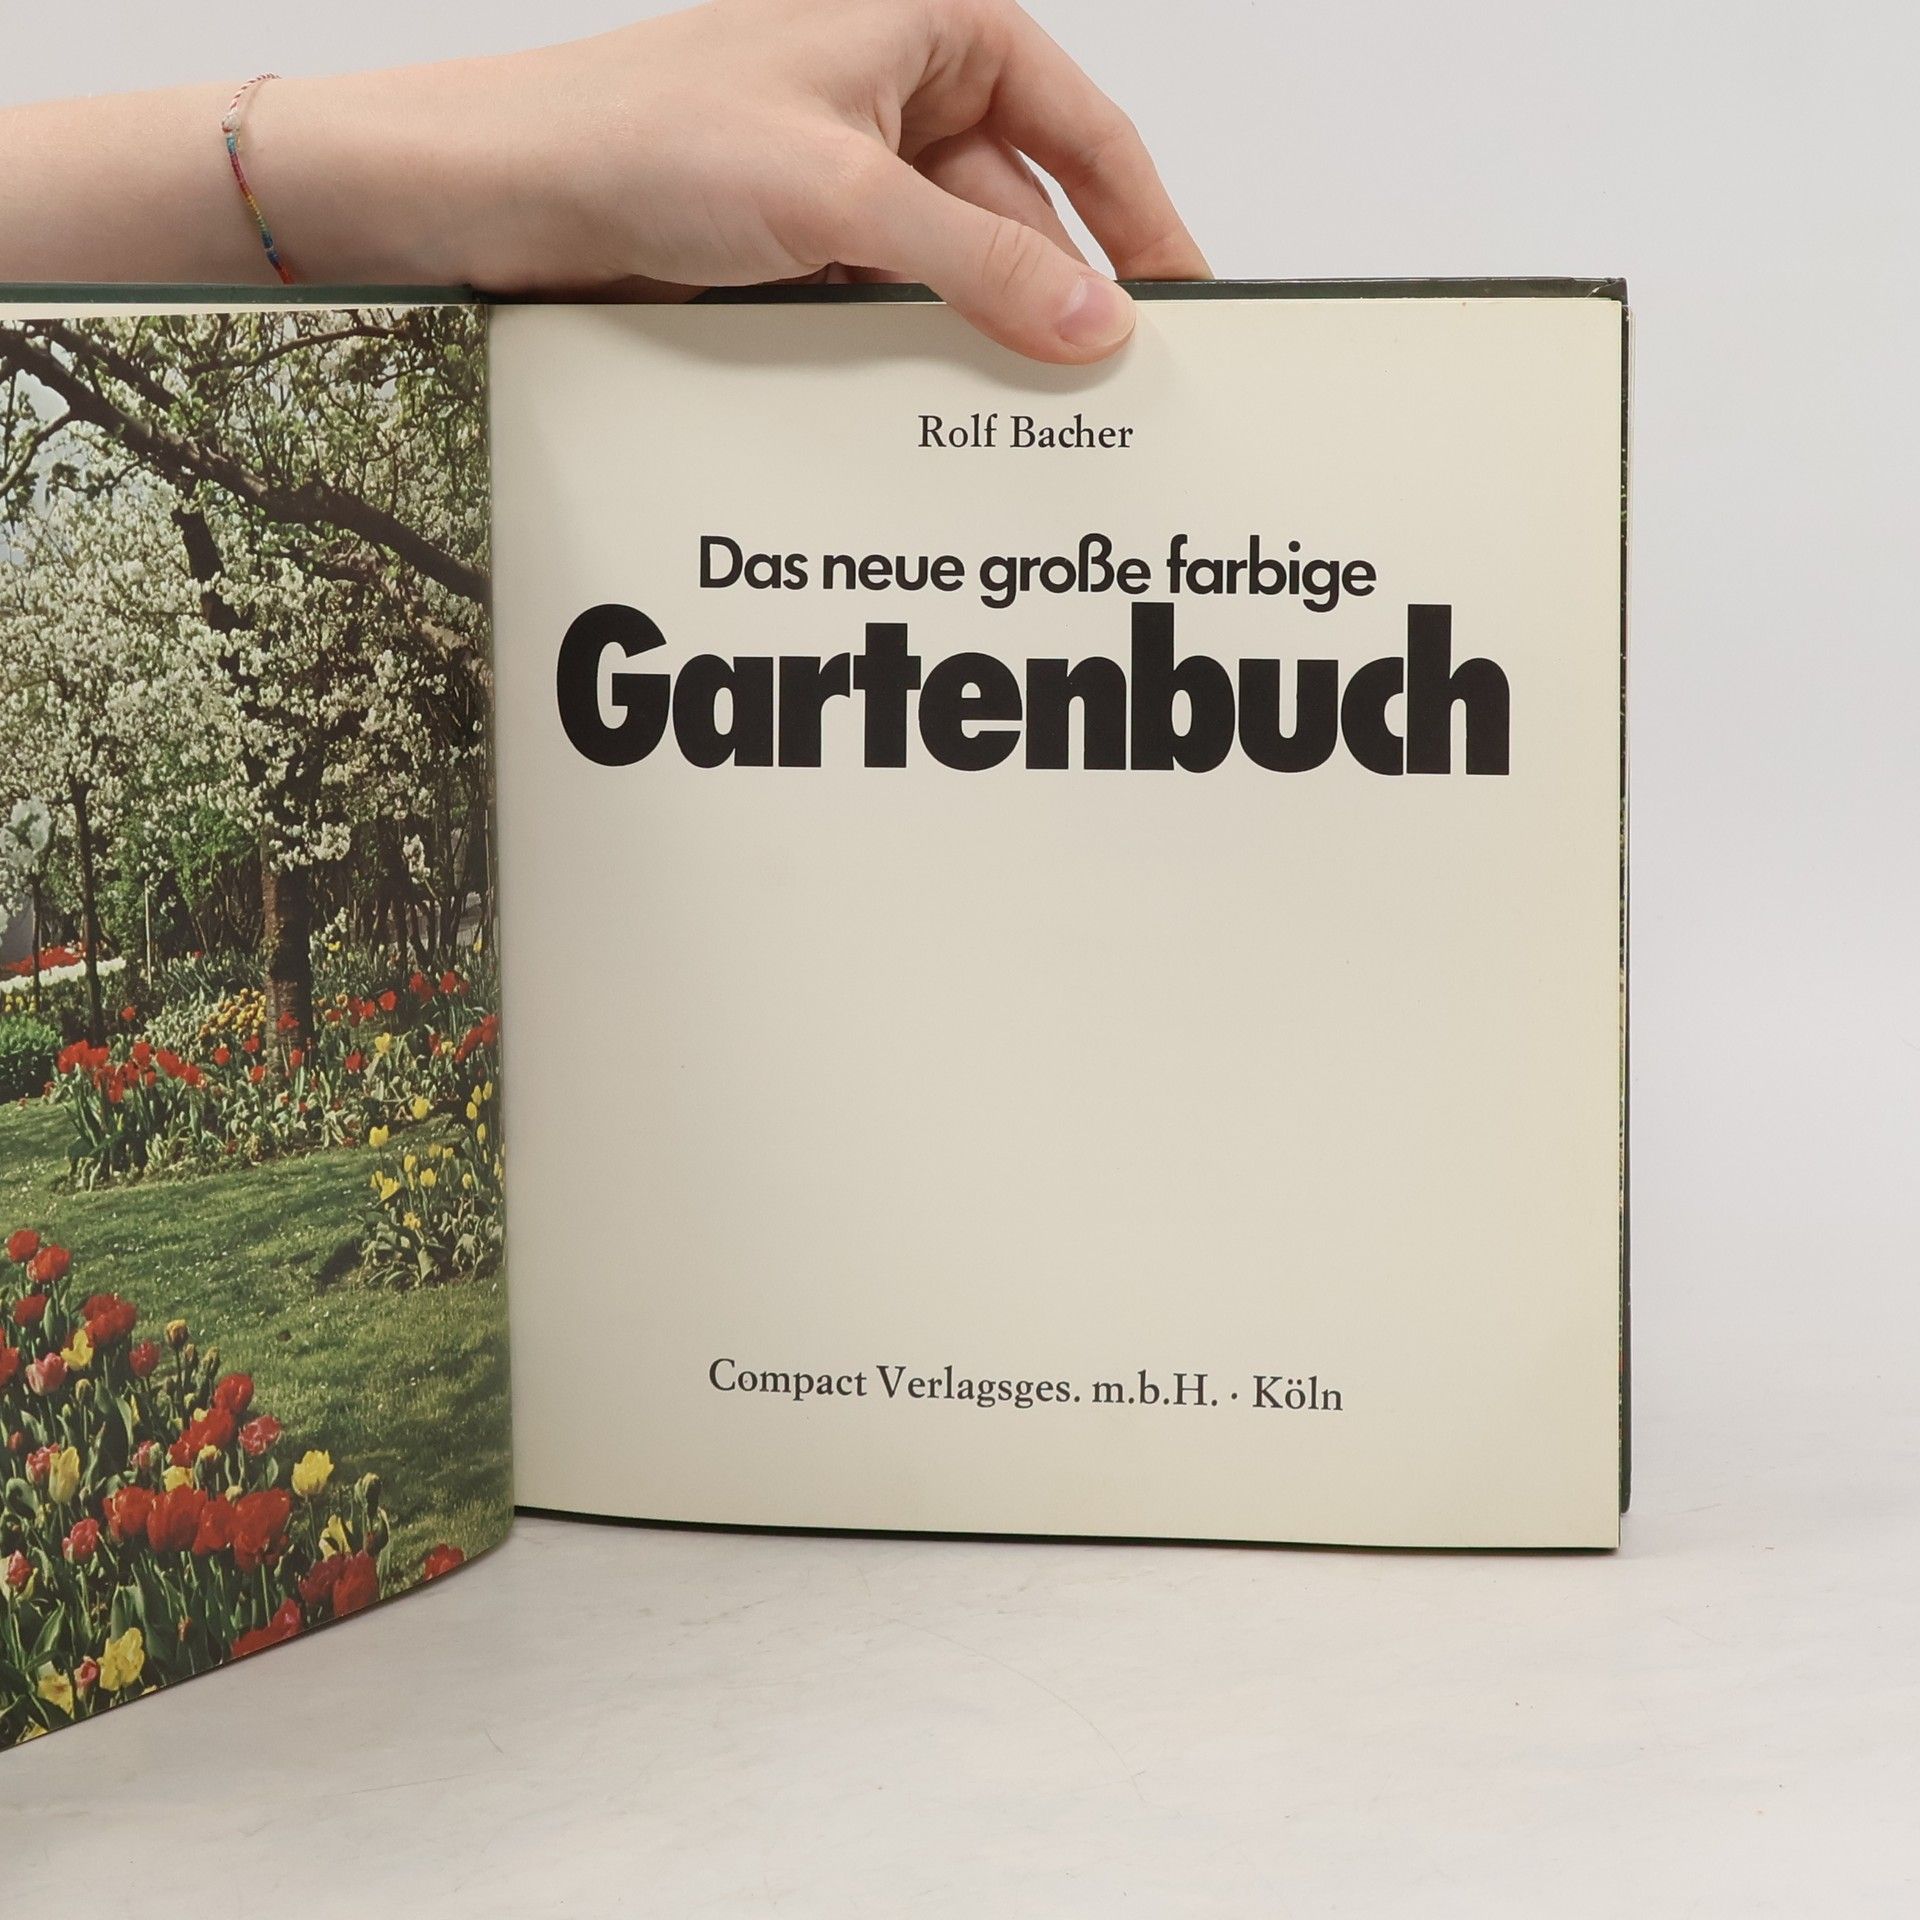 Rolf Bacher
Das neue große farbige
Gartenbuch
Compact Verlagsges. m.b.H. · Köln